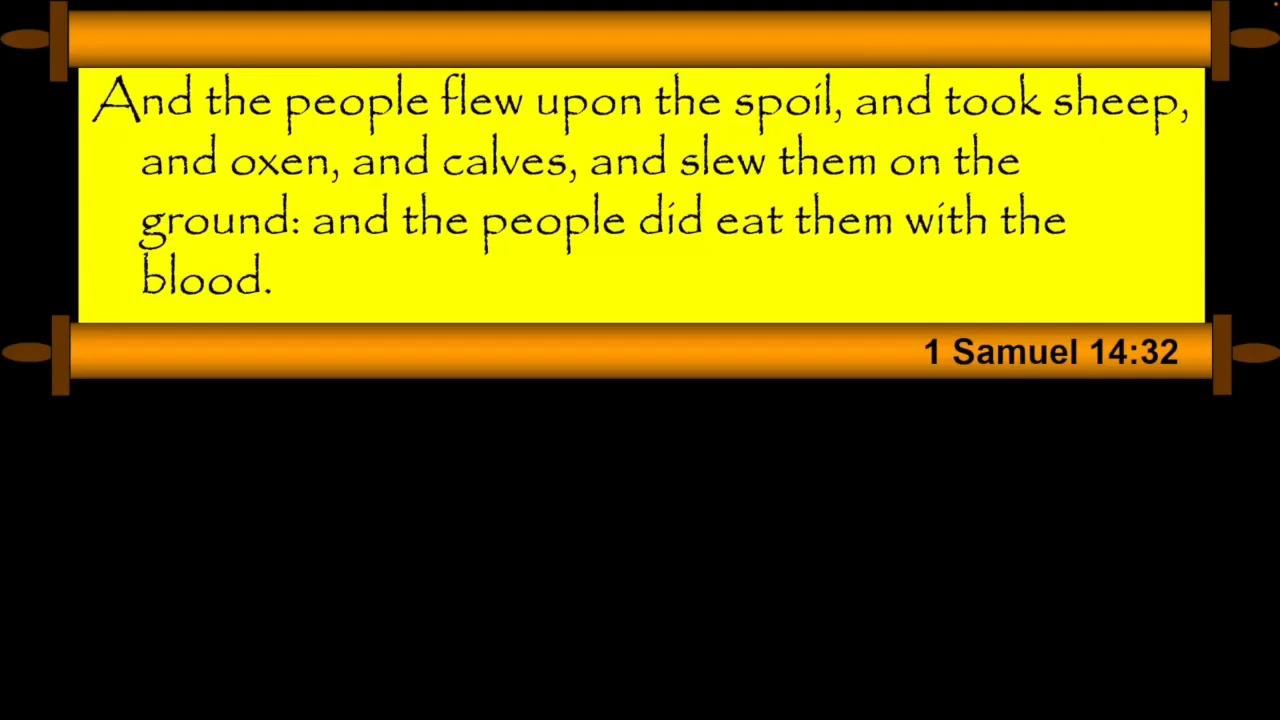 And the people flew upon the spoil, and took sheep,
and oxen, and calves, and slew them on the
ground: and the people did eat them with the
blood.
1 Samuel 14:32